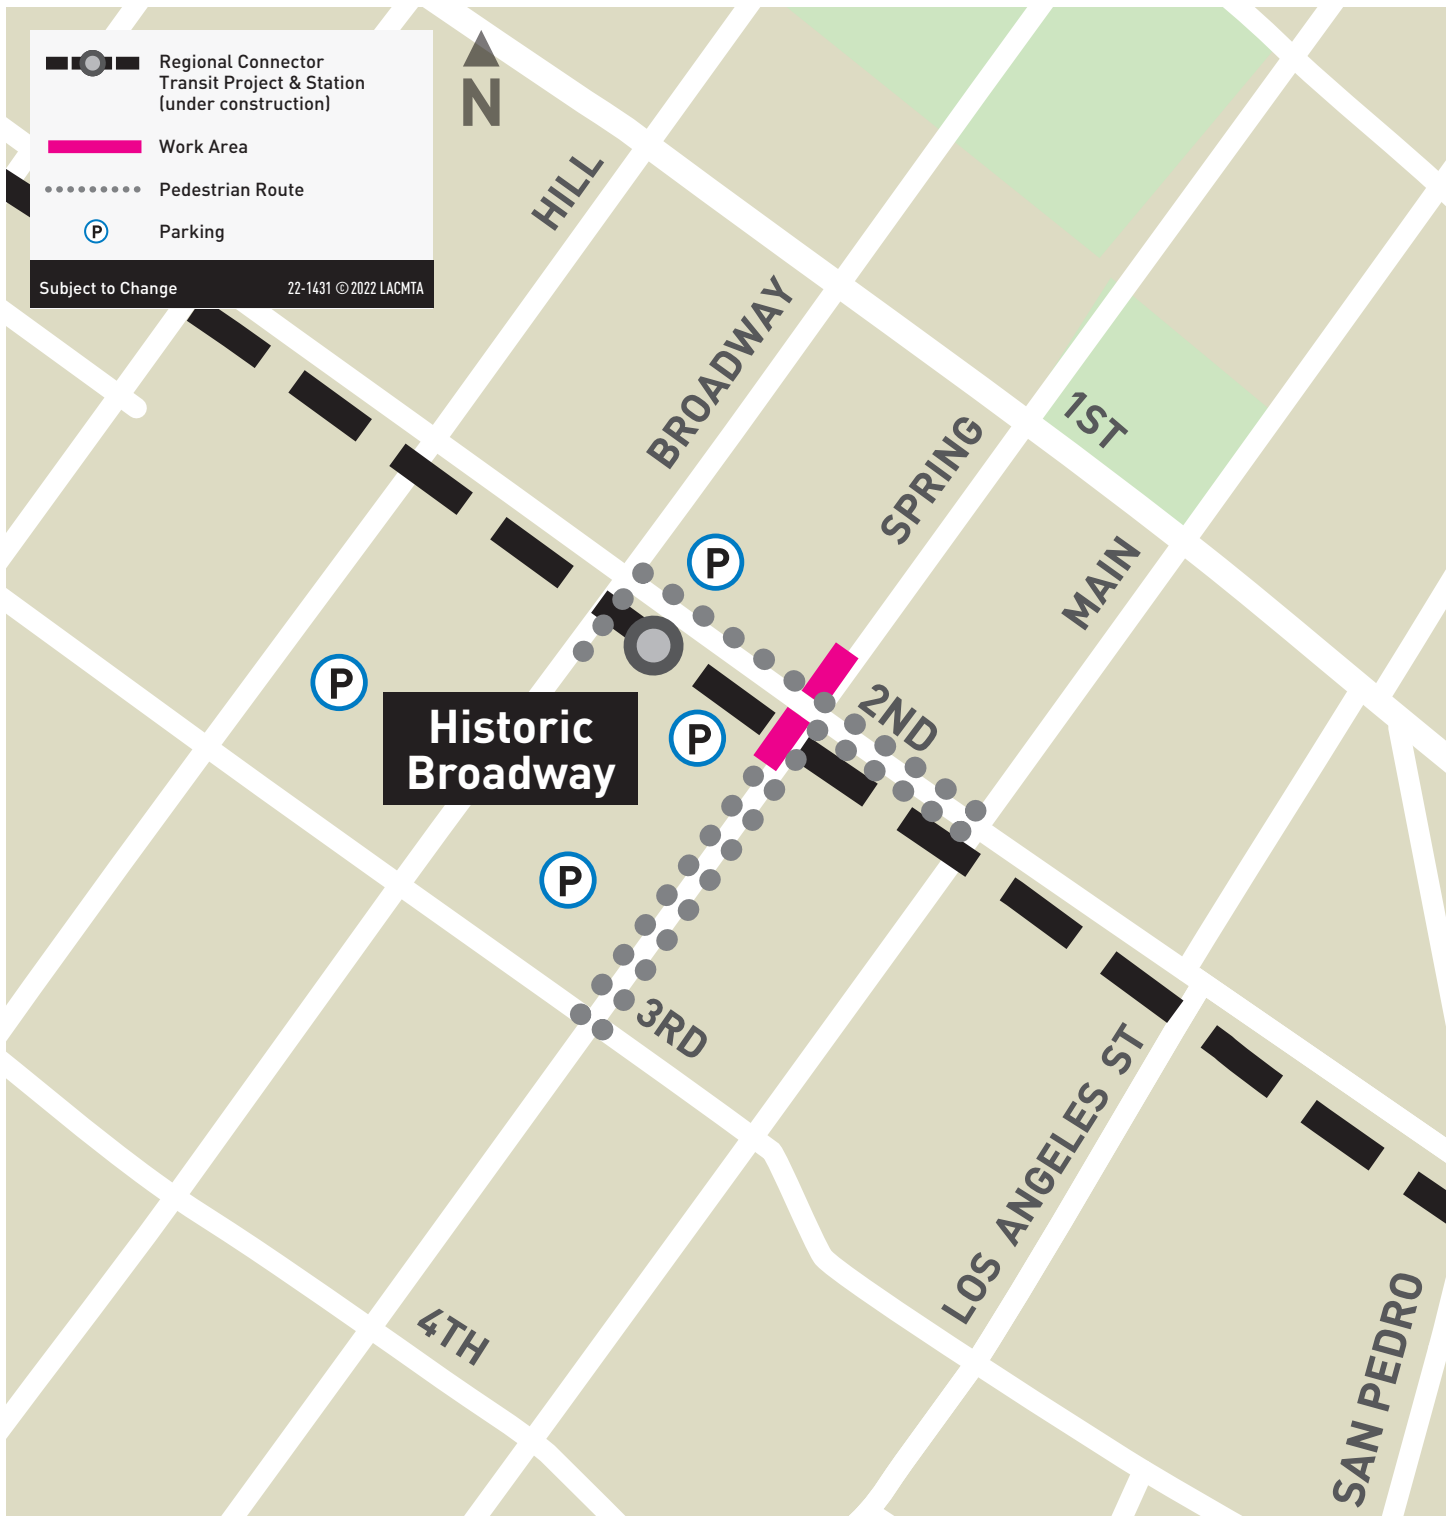 Regional Connector
Transit Project & Station
(under construction)
Work Area
Pedestrian Route
P
Parking
Subject to Change
22-1431 © 2022 LACMTA
N
HILL
BROADWAY
SPRING
1ST
MAIN
P
P
2ND
P
Historic
Broadway
P
3RD
LOS ANGELES ST
4TH
SAN PEDRO